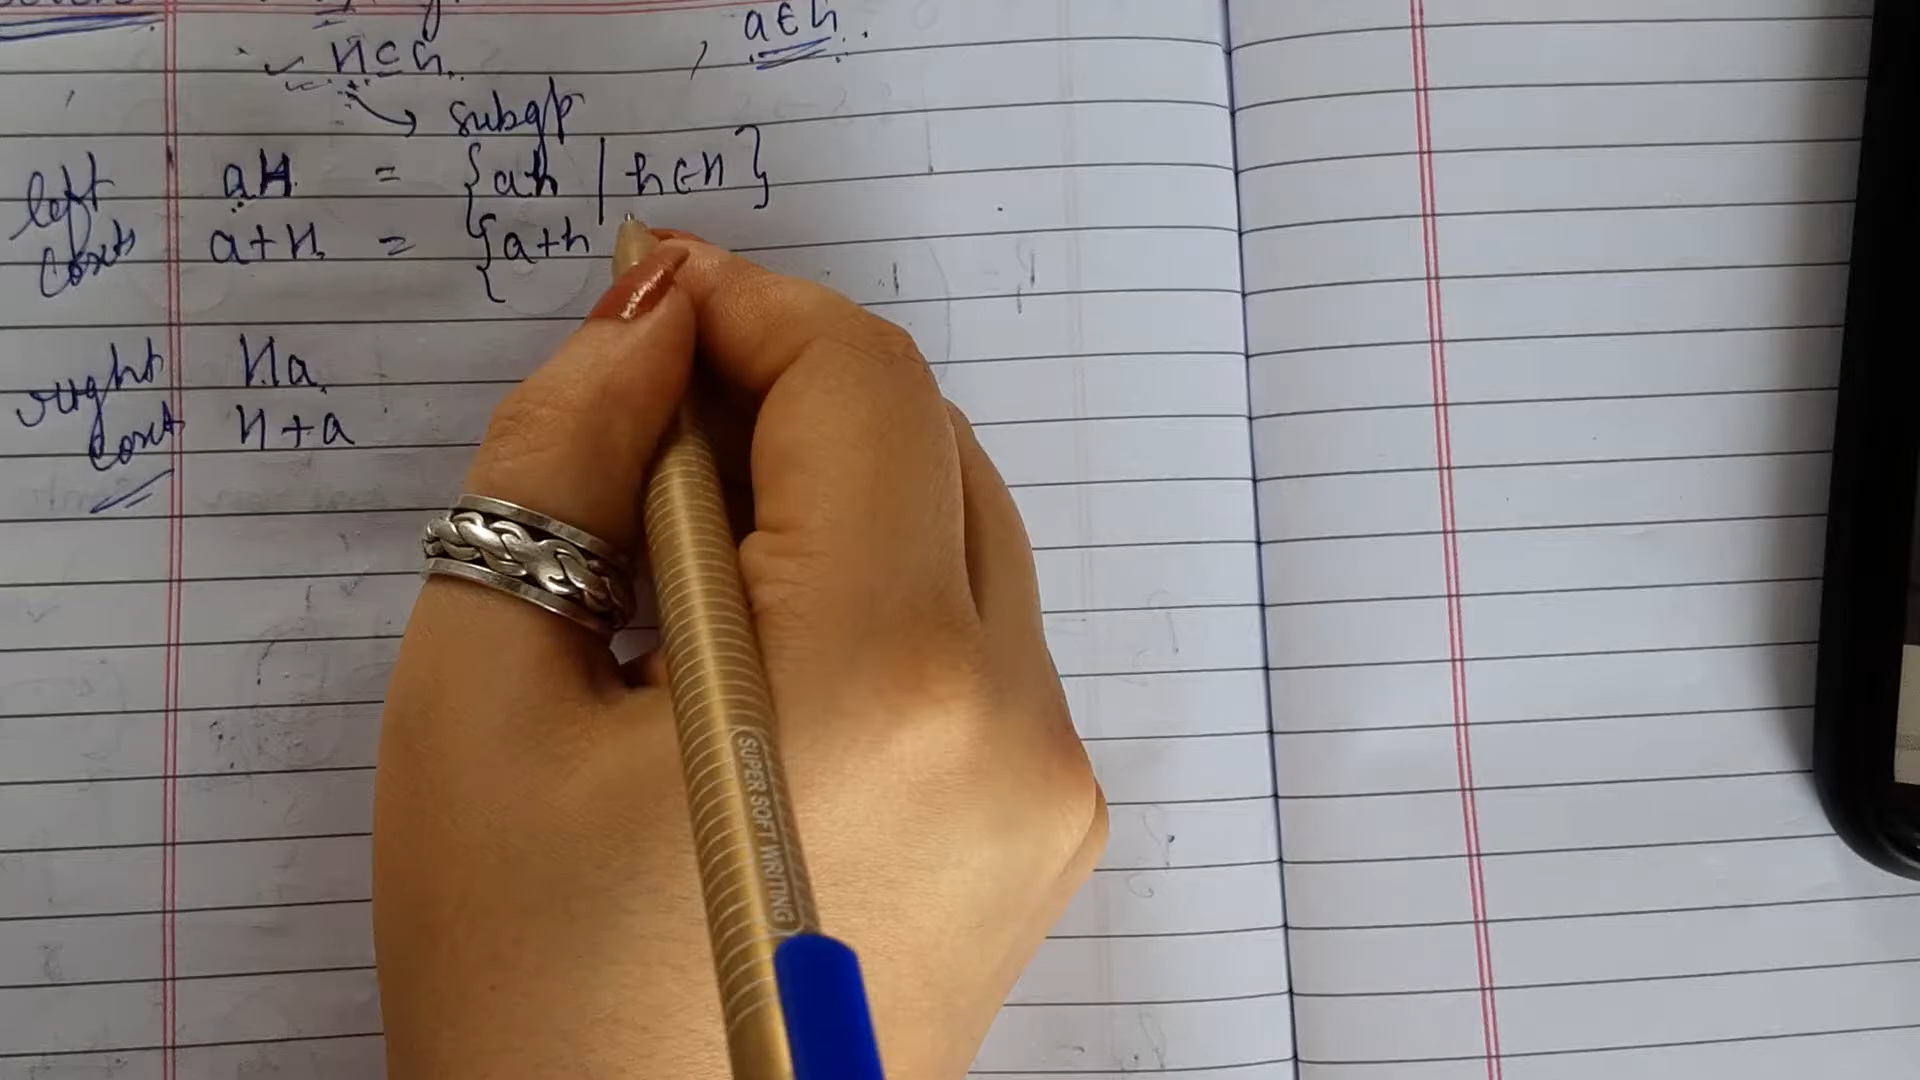 H ⊆ G , a ∈ G
subgp
left aH = {ah | h ∈ H}
cosets a+H = {a+h
right Ha
coset H+a
SUPER SOFT WRITING